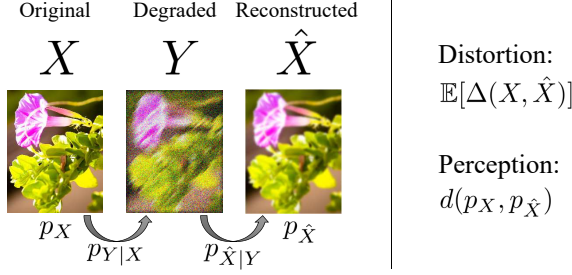 Original Degraded Reconstructed
X Y X̂
p_X p_{Y|X} p_{X̂|Y} p_{X̂}
Distortion:
𝔼[Δ(X, X̂)]
Perception:
d(p_X, p_{X̂})